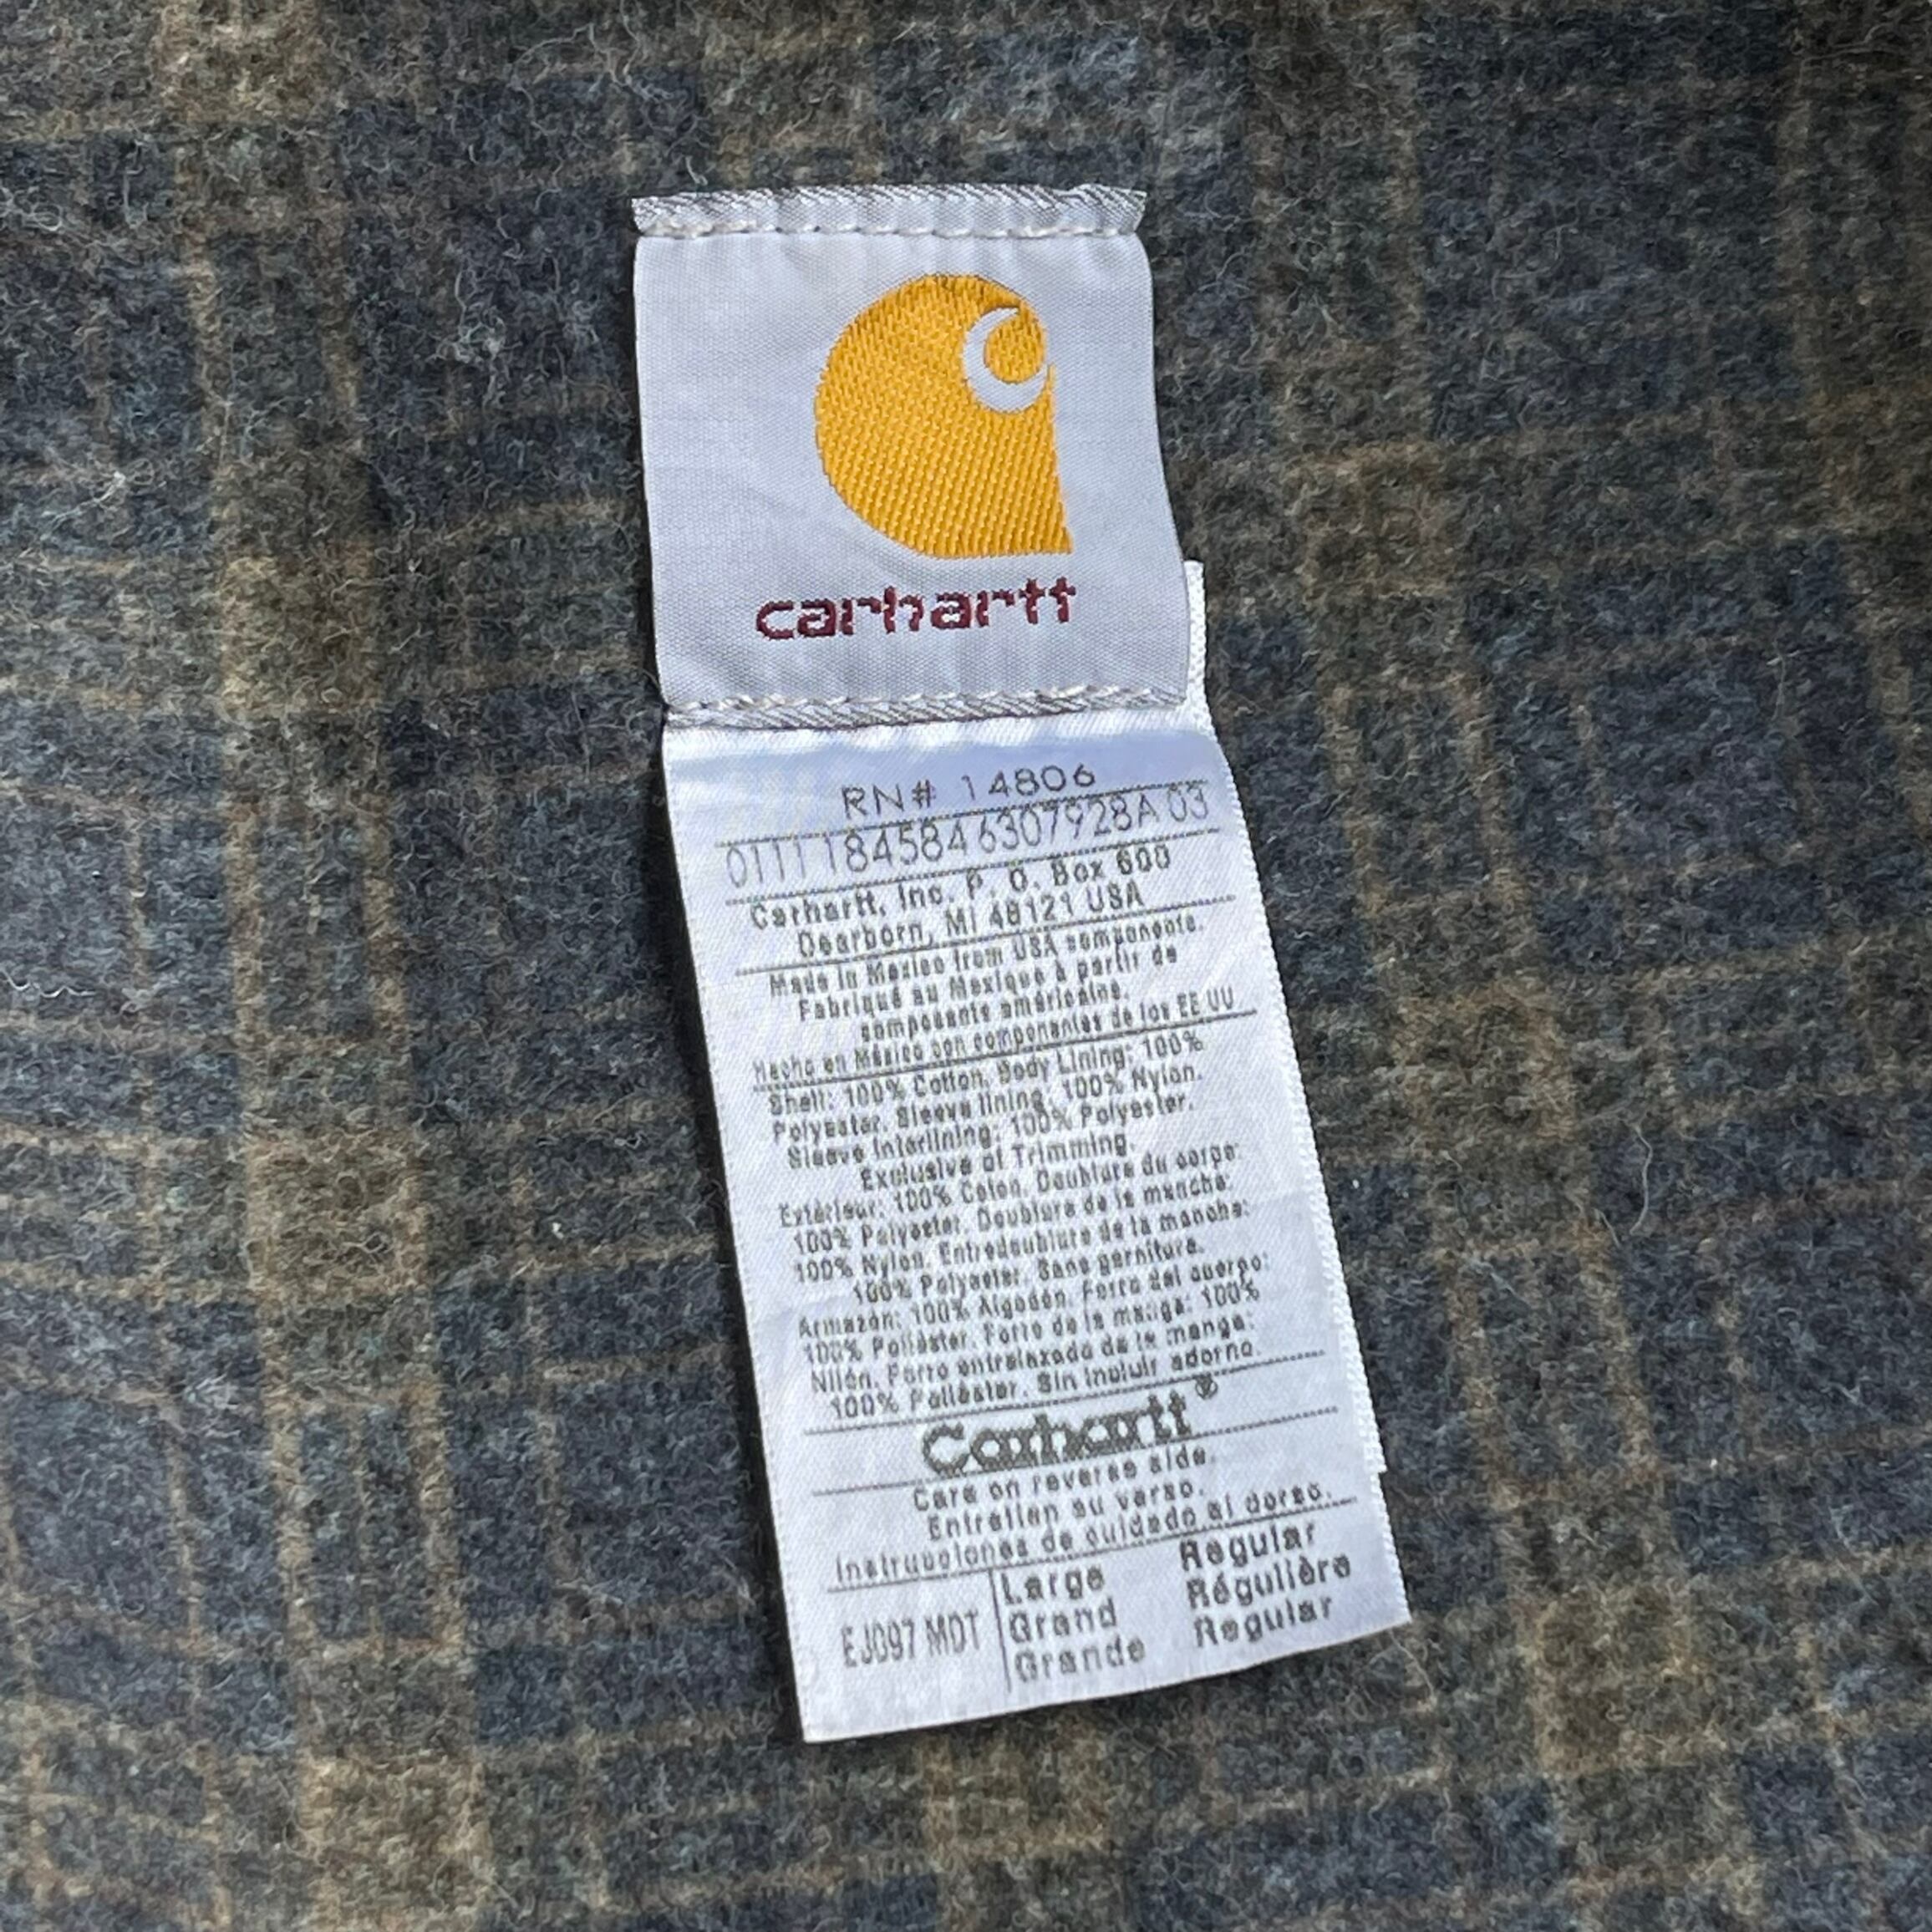 carhartt
RN# 14806
01111845846307928A 03
Carhartt, Inc. P. O. Box 600
Dearborn, MI 48121 USA
Made in Mexico from USA components.
Fabriqué au Mexique à partir de
composants américains.
Hecho en México con componentes de los EE UU
Shell: 100% Cotton. Body Lining: 100%
Polyester. Sleeve lining: 100% Nylon.
Sleeve Interlining: 100% Polyester.
Exclusive of Trimming.
Extérieur: 100% Coton. Doublure du corps:
100% Polyester. Doublure de la manche:
100% Nylon. Entredoublure de la manche:
100% Polyester. Sans garniture.
Armazón: 100% Algodón. Forro del cuerpo:
100% Poliéster. Forro de la manga: 100%
Nilón. Forro entrelazado de la manga:
100% Poliéster. Sin incluir adorno.
Carhartt®
Care on reverse side.
Entretien au verso.
Instrucciones de cuidado al dorso.
EJ097 MDT
Large Regular
Grand Régulière
Grande Regular